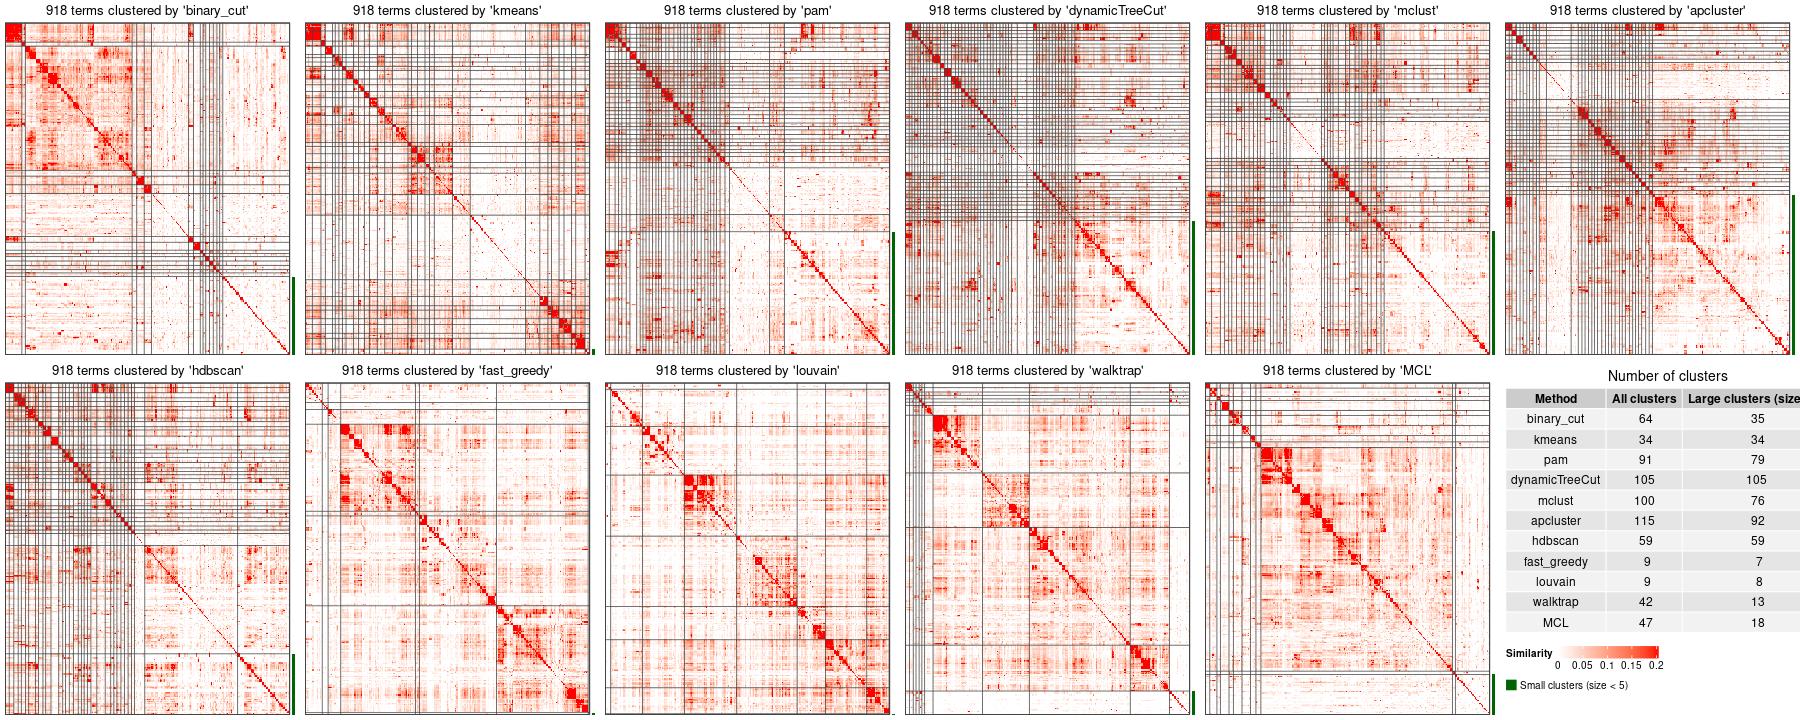 918 terms clustered by 'binary_cut'
918 terms clustered by 'kmeans'
918 terms clustered by 'pam'
918 terms clustered by 'dynamicTreeCut'
918 terms clustered by 'mclust'
918 terms clustered by 'apcluster'
918 terms clustered by 'hdbscan'
918 terms clustered by 'fast_greedy'
918 terms clustered by 'louvain'
918 terms clustered by 'walktrap'
918 terms clustered by 'MCL'
Number of clusters
Method All clusters Large clusters (size
binary_cut 64 35
kmeans 34 34
pam 91 79
dynamicTreeCut 105 105
mclust 100 76
apcluster 115 92
hdbscan 59 59
fast_greedy 9 7
louvain 9 8
walktrap 42 13
MCL 47 18
Similarity
0 0.05 0.1 0.15 0.2
Small clusters (size < 5)